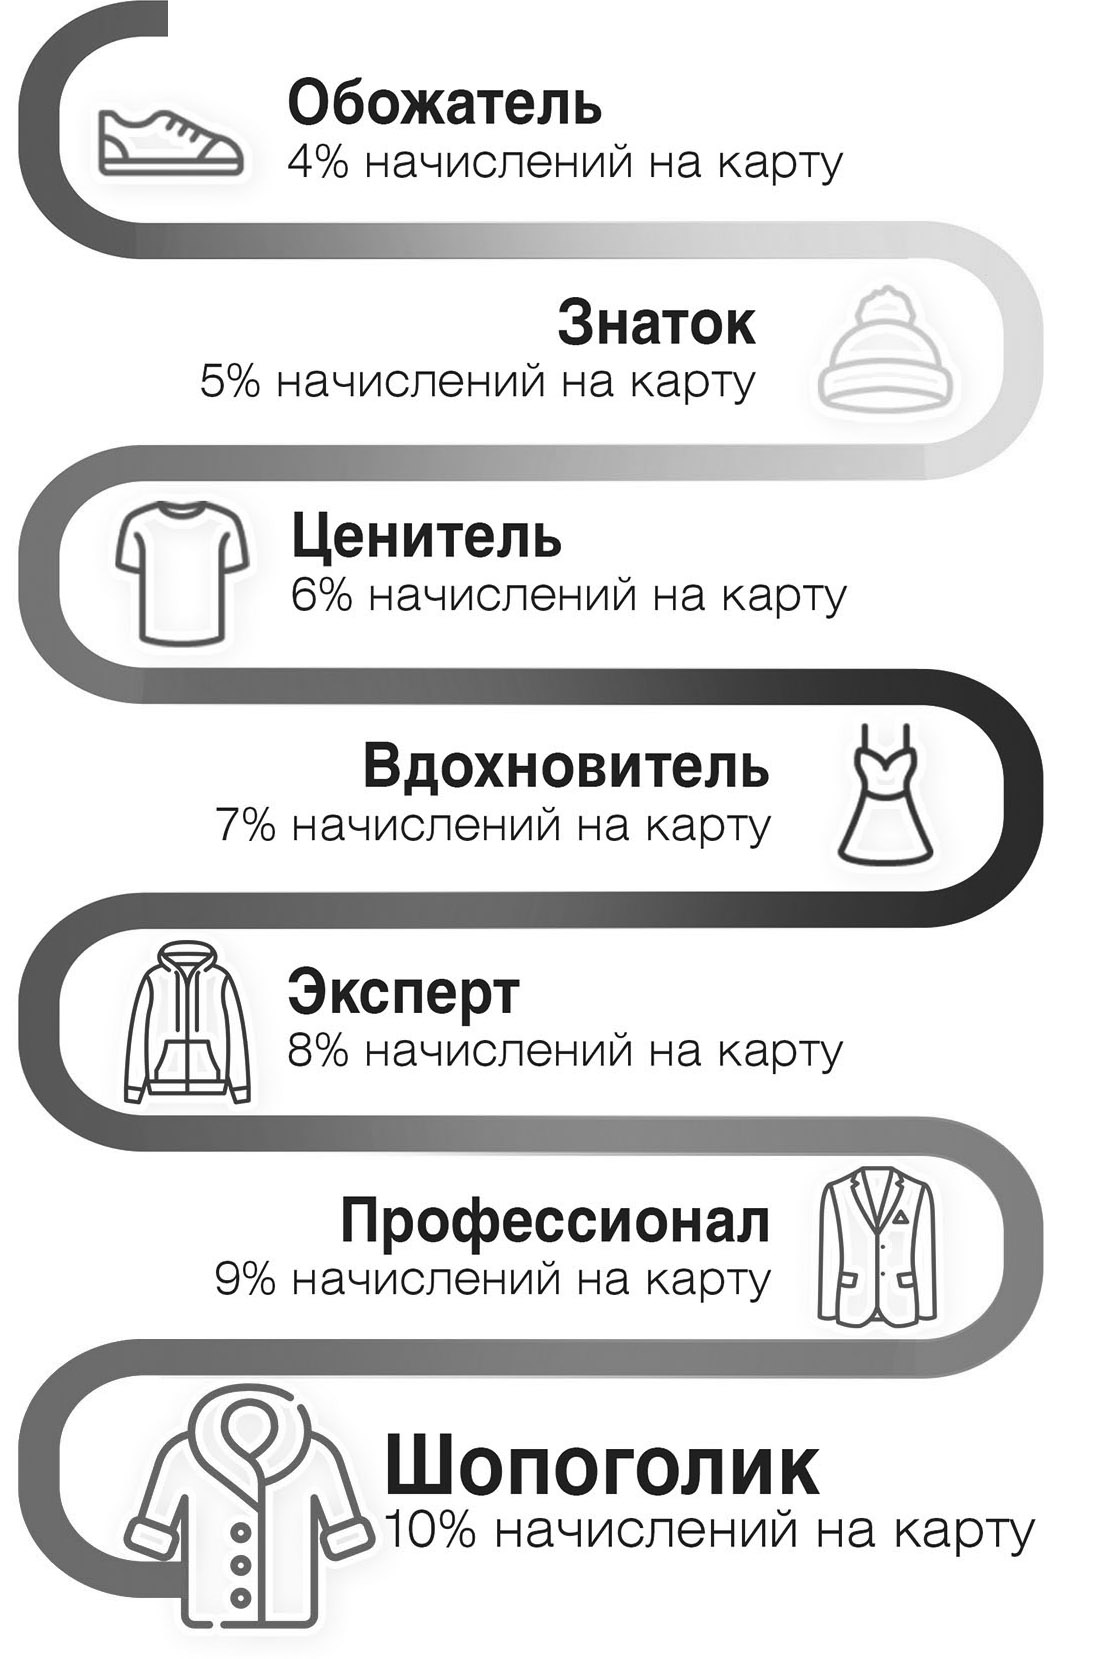 Обожатель
4% начислений на карту
Знаток
5% начислений на карту
Ценитель
6% начислений на карту
Вдохновитель
7% начислений на карту
Эксперт
8% начислений на карту
Профессионал
9% начислений на карту
Шопоголик
10% начислений на карту